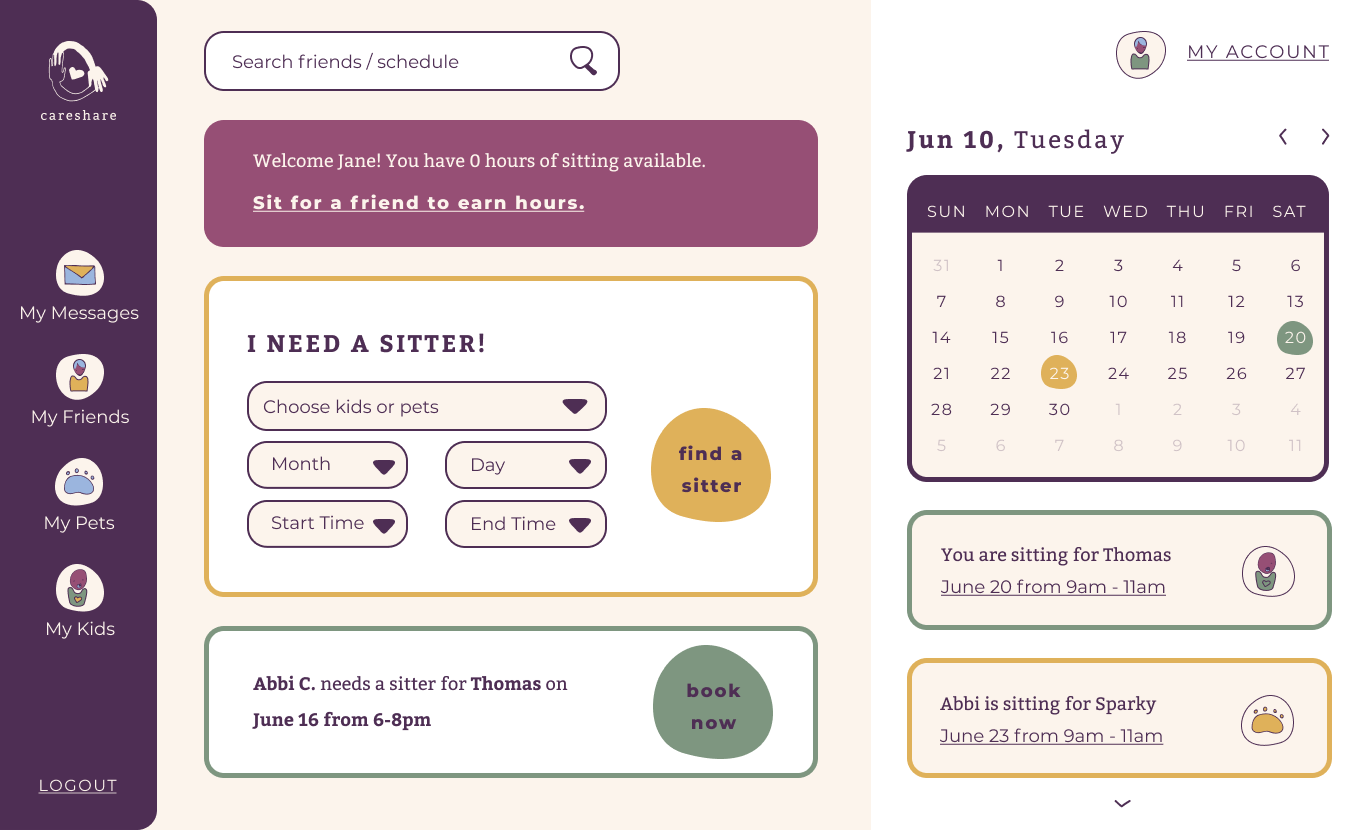 careshare
My Messages
My Friends
My Pets
My Kids
LOGOUT
Search friends / schedule
Welcome Jane! You have 0 hours of sitting available.
Sit for a friend to earn hours.
I NEED A SITTER!
Choose kids or pets
Month
Day
Start Time
End Time
find a
sitter
Abbi C. needs a sitter for Thomas on
June 16 from 6-8pm
book
now
MY ACCOUNT
Jun 10, Tuesday
SUN MON TUE WED THU FRI SAT
31 1 2 3 4 5 6
7 8 9 10 11 12 13
14 15 16 17 18 19 20
21 22 23 24 25 26 27
28 29 30 1 2 3 4
5 6 7 8 9 10 11
You are sitting for Thomas
June 20 from 9am - 11am
Abbi is sitting for Sparky
June 23 from 9am - 11am